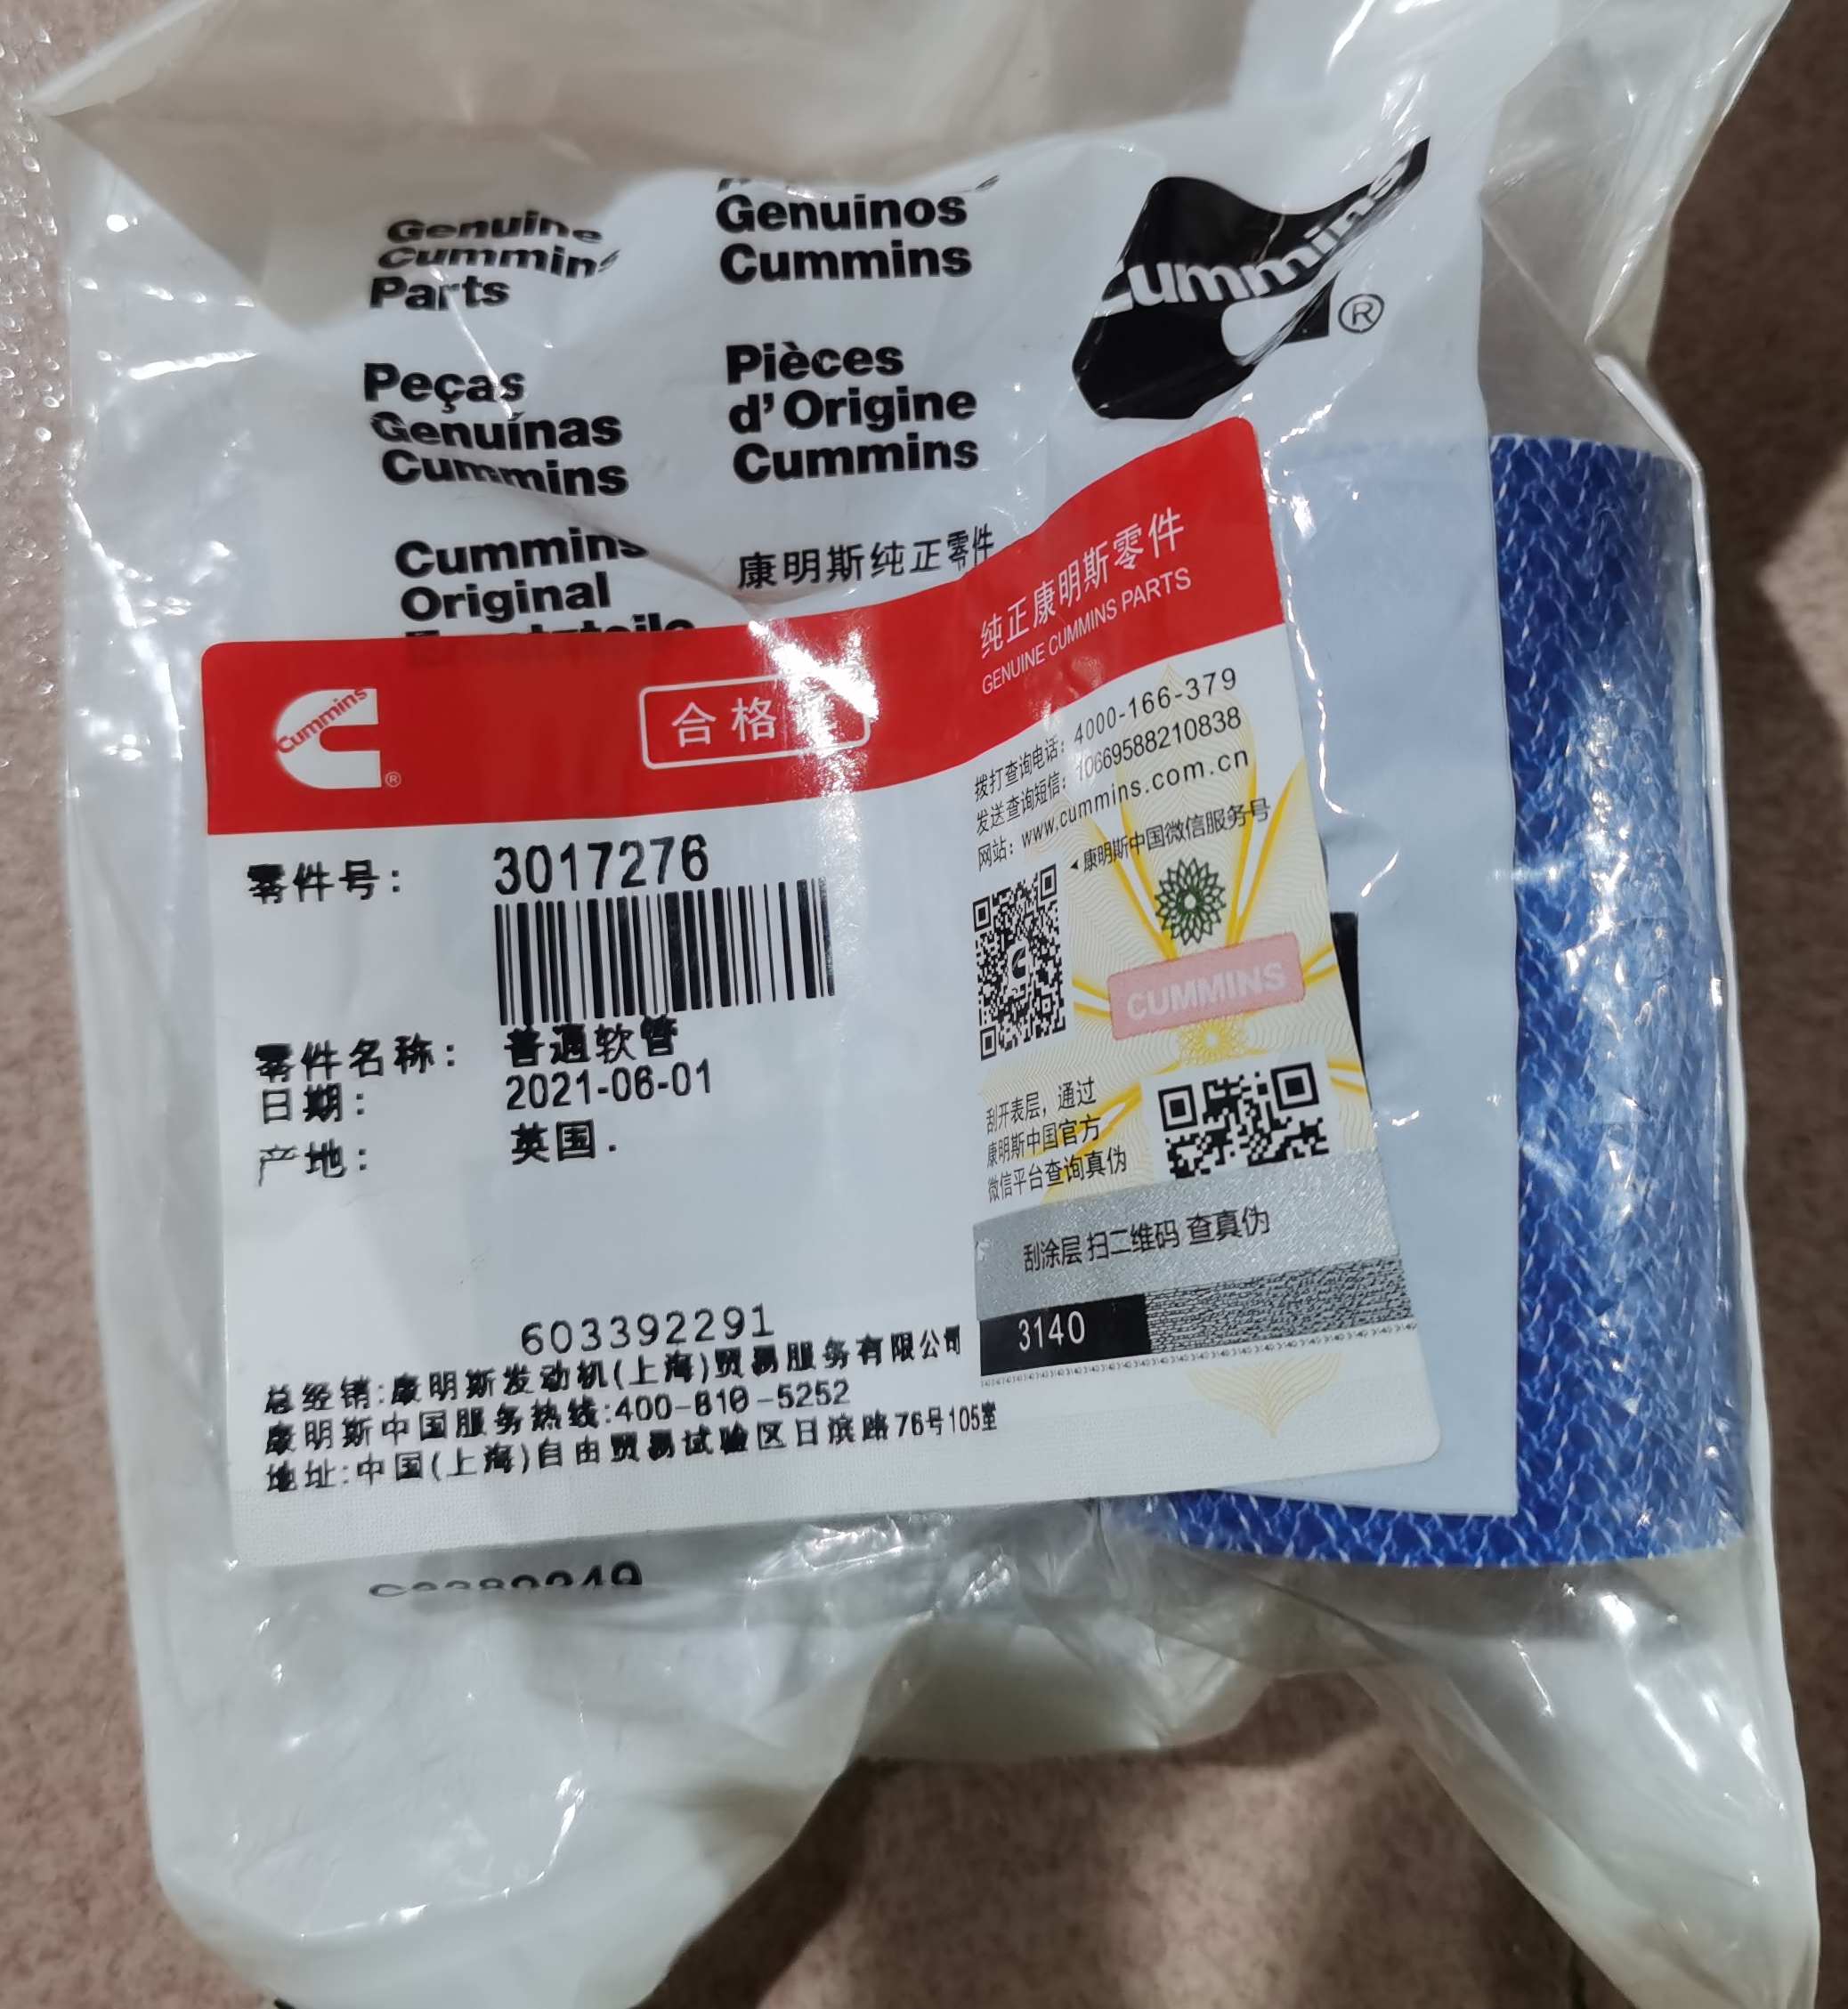 Genuine
Cummins
Parts
Peças
Genuínas
Cummins
Cummins
Original
Genuinos
Cummins
Pièces
d'Origine
Cummins
康明斯纯正零件
Cummins
®
Cummins
®
合格
纯正康明斯零件
GENUINE CUMMINS PARTS
零件号: 3017276
零件名称: 普通软管
日期: 2021-06-01
产地: 英国.
603392291
总经销:康明斯发动机(上海)贸易服务有限公司
康明斯中国服务热线:400-810-5252
地址:中国(上海)自由贸易试验区日滨路76号105室
拨打查询电话: 4000-166-379
发送查询短信: 10669588210838
网站: www.cummins.com.cn
康明斯中国微信服务号
CUMMINS
刮开表层, 通过
康明斯中国官方
微信平台查询真伪
刮涂层 扫二维码 查真伪
3140